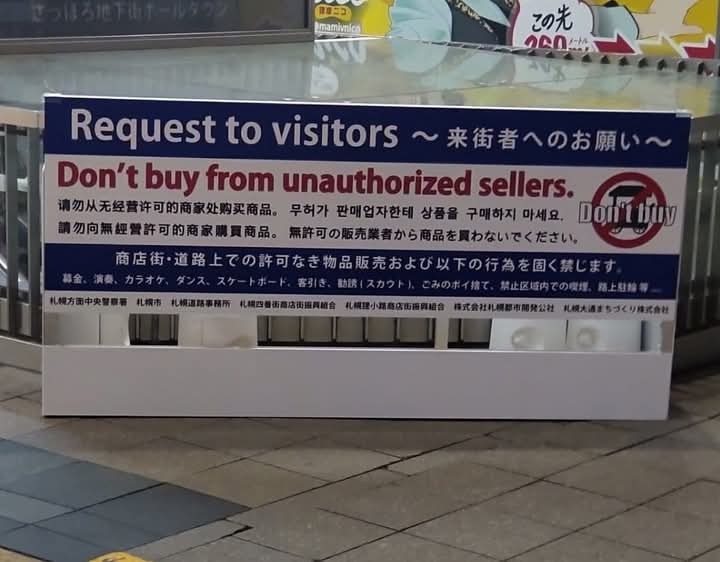 さっぽろ地下街オールタウン
@mamivnico
この先
260メートル
Request to visitors ～来街者へのお願い～
Don't buy from unauthorized sellers.
请勿从无经营许可的商家处购买商品。 무허가 판매업자한테 상품을 구매하지 마세요.
請勿向無經營許可的商家購買商品。 無許可の販売業者から商品を買わないでください。
Don't buy
商店街・道路上での許可なき物品販売および以下の行為を固く禁じます。
募金、演奏、カラオケ、ダンス、スケートボード、客引き、勧誘(スカウト)、ごみのポイ捨て、禁止区域内での喫煙、路上駐輪 等
札幌方面中央警察署 札幌市 札幌道路事務所 札幌四番街商店街振興組合 札幌狸小路商店街振興組合 株式会社札幌都市開発公社 札幌大通まちづくり株式会社